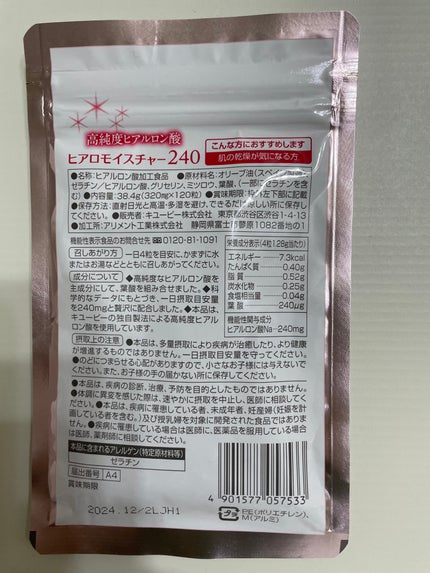 高純度ヒアルロン酸
ヒアロモイスチャー240
こんな方におすすめします
肌の乾燥が気になる方
●名称:ヒアルロン酸加工食品 ●原材料名:オリーブ油(スペイン製造)、
ゼラチン/ヒアルロン酸、グリセリン、ミツロウ、葉酸、(一部にゼラチンを含
む) ●内容量:38.4g(320mg×120粒) ●賞味期限:枠外左下部に記載
●保存方法:直射日光と高温・多湿を避け、できるだけ涼しい所に保存し
てください。●販売者:キユーピー株式会社 東京都渋谷区渋谷1-4-13
●加工所:アリメント工業株式会社 静岡県富士
1082番の1
機能性表示食品のお問合せ先 0120-81-1091
召しあがり方 一日4粒を目安に、かまずに水
またはお湯などとともに召しあがってください。
成分について ◆高純度なヒアルロン酸を
主成分にして、葉酸を組み合せました。◆科
学的なデータにもとづき、一日摂取目安量
を240mgと贅沢に配合しました。◆本品は、
キユーピーの独自製法による高純度ヒアル
ロン酸を使用しています。
栄養成分表示(4粒1.28g当たり)
エネルギー 7.3kcal
たんぱく質 0.40g
脂質 0.52g
炭水化物 0.25g
食塩相当量 0.04g
葉酸 240μg
機能性関与成分
ヒアルロン酸Na 240mg
摂取上の注意 ●本品は、多量摂取により疾病が治癒したり、より健康
が増進するものではありません。一日摂取目安量を守ってください。
●のどにつまらせる心配がありますので、小さなお子様には与えないで
ください。また、お子様の手の届かない所に保存してください。
●本品は、疾病の診断、治療、予防を目的としたものではありません。
●体調に異変を感じた際は、速やかに摂取を中止し、医師に相談してく
ださい。●本品は、疾病に罹患している者、未成年者、妊産婦(妊娠を計
画している者を含む。)及び授乳婦を対象に開発された食品ではありま
せん。●疾病に罹患している場合は医師に、医薬品を服用している場合
は医師、薬剤師に相談してください。
本品に含まれるアレルゲン(特定原材料等)
ゼラチン
届出番号 A4
賞味期限
2024.12/2LJH1
4 901577 057533
プラ
PE(ポリエチレン)、
M(アルミ)